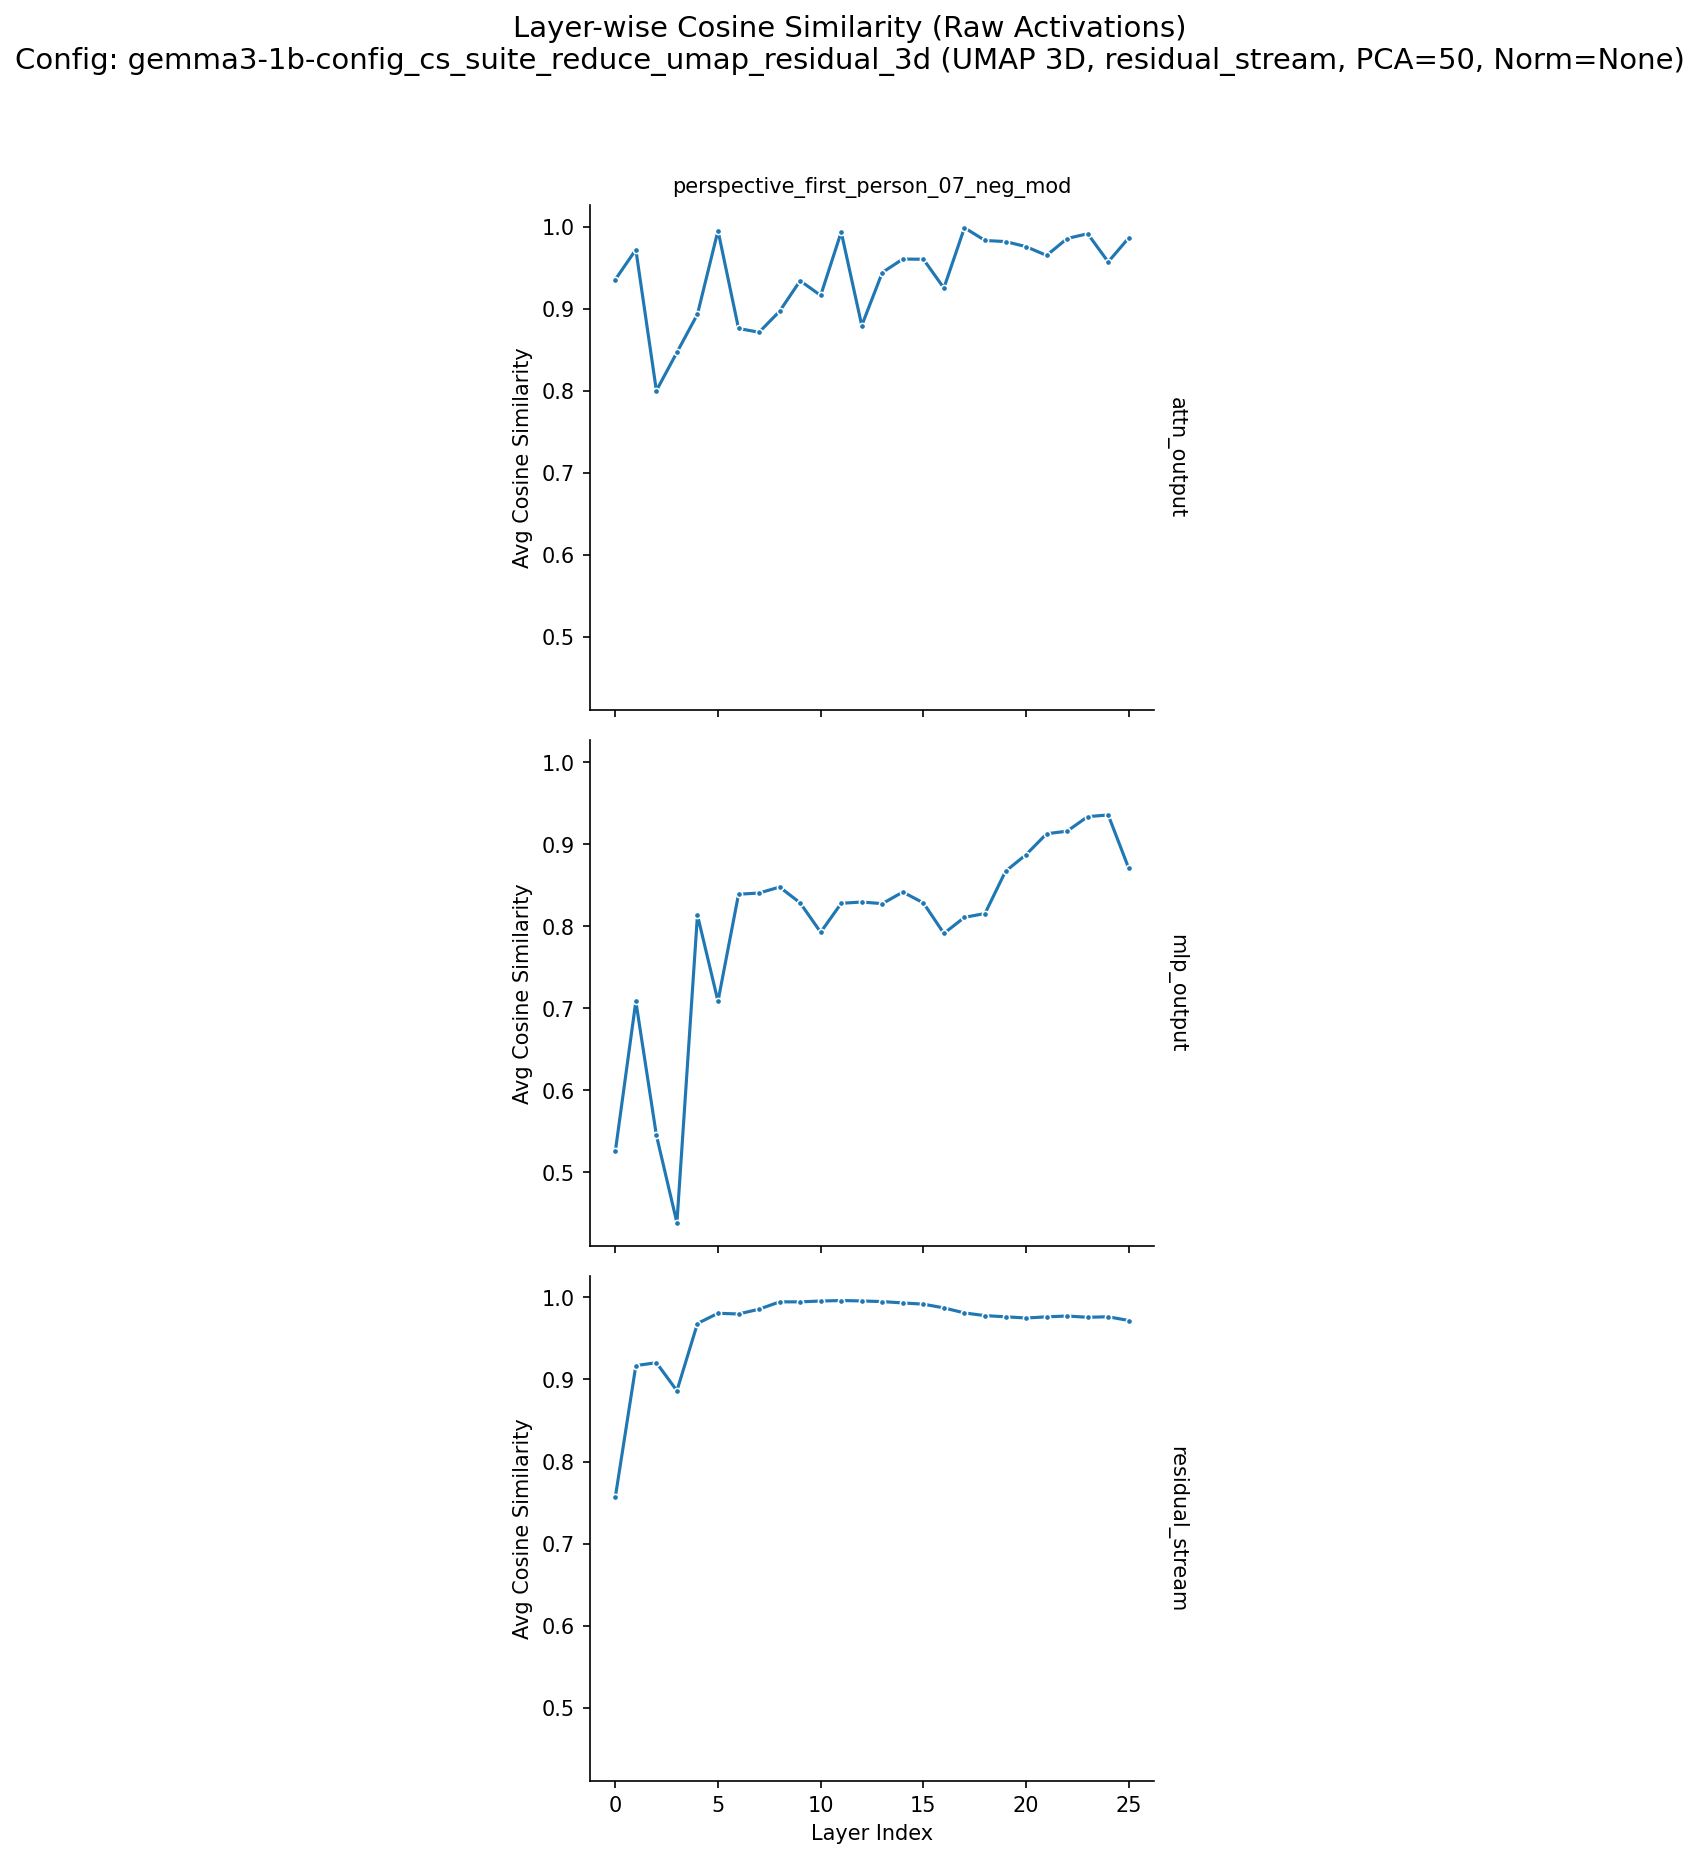 Layer-wise Cosine Similarity (Raw Activations)
Config: gemma3-1b-config_cs_suite_reduce_umap_residual_3d (UMAP 3D, residual_stream, PCA=50, Norm=None)
perspective_first_person_07_neg_mod
1.0
0.9
0.8
0.7
0.6
0.5
Avg Cosine Similarity
attn_output
1.0
0.9
0.8
0.7
0.6
0.5
Avg Cosine Similarity
mlp_output
1.0
0.9
0.8
0.7
0.6
0.5
Avg Cosine Similarity
residual_stream
0 5 10 15 20 25
Layer Index